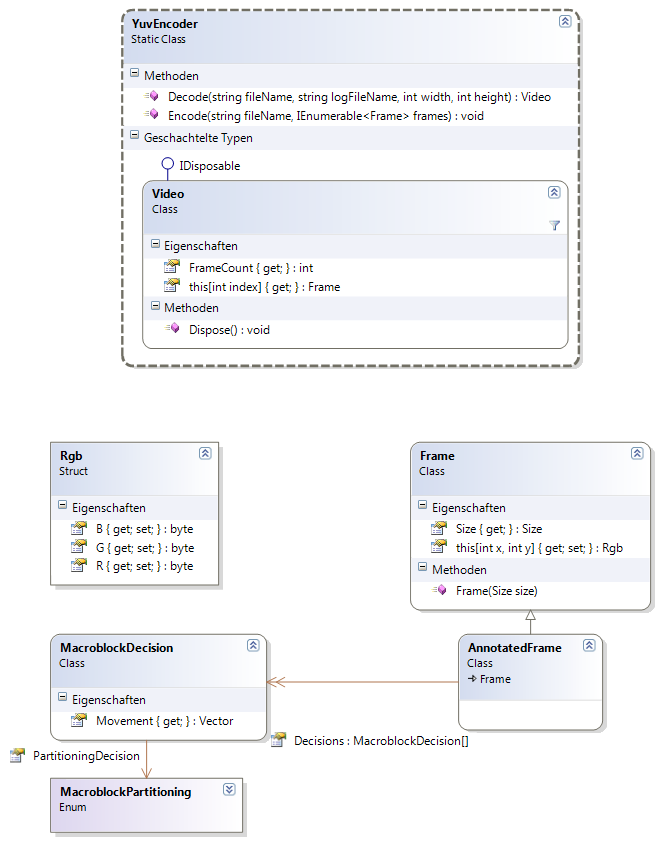 YuvEncoder
Static Class
Methoden
Decode(string fileName, string logFileName, int width, int height) : Video
Encode(string fileName, IEnumerable<Frame> frames) : void
Geschachtelte Typen
IDisposable
Video
Class
Eigenschaften
FrameCount { get; } : int
this[int index] { get; } : Frame
Methoden
Dispose() : void
Rgb
Struct
Eigenschaften
B { get; set; } : byte
G { get; set; } : byte
R { get; set; } : byte
Frame
Class
Eigenschaften
Size { get; } : Size
this[int x, int y] { get; set; } : Rgb
Methoden
Frame(Size size)
MacroblockDecision
Class
Eigenschaften
Movement { get; } : Vector
AnnotatedFrame
Class
Frame
Decisions : MacroblockDecision[]
PartitioningDecision
MacroblockPartitioning
Enum